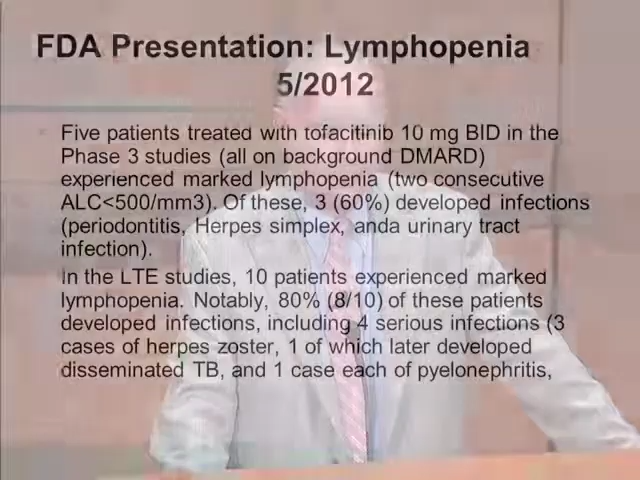 FDA Presentation: Lymphopenia
5/2012
Five patients treated with tofacitinib 10 mg BID in the
Phase 3 studies (all on background DMARD)
experienced marked lymphopenia (two consecutive
ALC<500/mm3). Of these, 3 (60%) developed infections
(periodontitis, Herpes simplex, anda urinary tract
infection).
In the LTE studies, 10 patients experienced marked
lymphopenia. Notably, 80% (8/10) of these patients
developed infections, including 4 serious infections (3
cases of herpes zoster, 1 of which later developed
disseminated TB, and 1 case each of pyelonephritis,